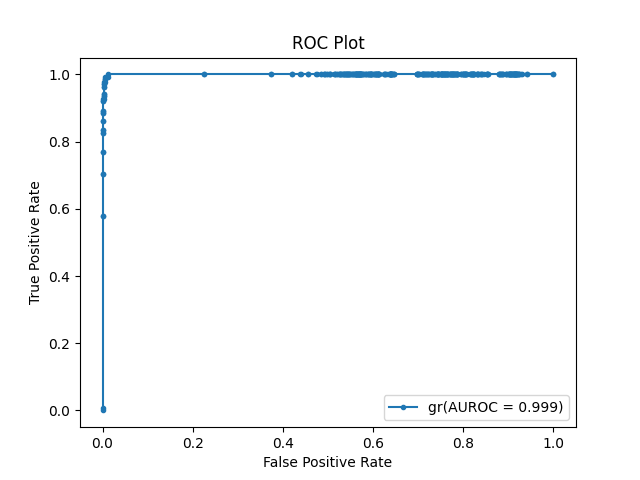 ROC Plot
True Positive Rate
1.0
0.8
0.6
0.4
0.2
0.0
gr(AUROC = 0.999)
0.0 0.2 0.4 0.6 0.8 1.0
False Positive Rate